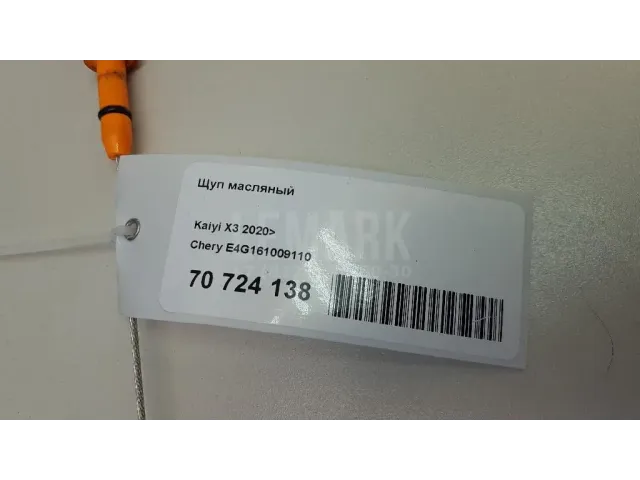 Щуп масляный
Kaiyi X3 2020>
Chery E4G161009110
70 724 138